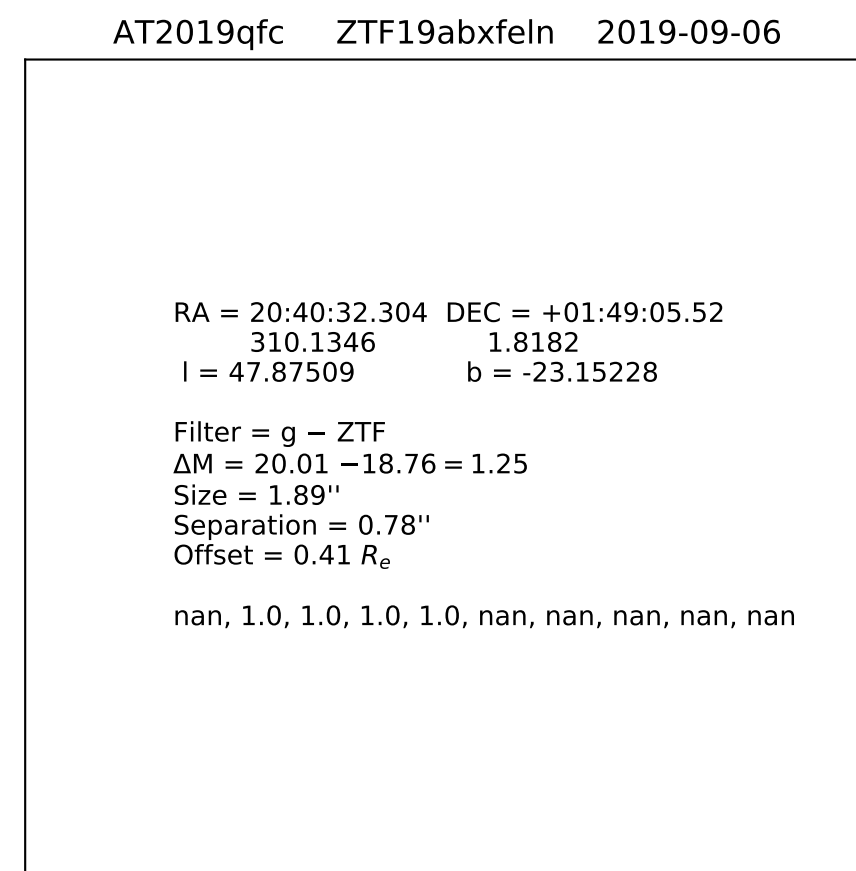 AT2019qfc ZTF19abxfeln 2019-09-06
RA = 20:40:32.304 DEC = +01:49:05.52
310.1346 1.8182
l = 47.87509 b = -23.15228
Filter = g − ZTF
ΔM = 20.01 −18.76 = 1.25
Size = 1.89''
Separation = 0.78''
Offset = 0.41 Re
nan, 1.0, 1.0, 1.0, 1.0, nan, nan, nan, nan, nan